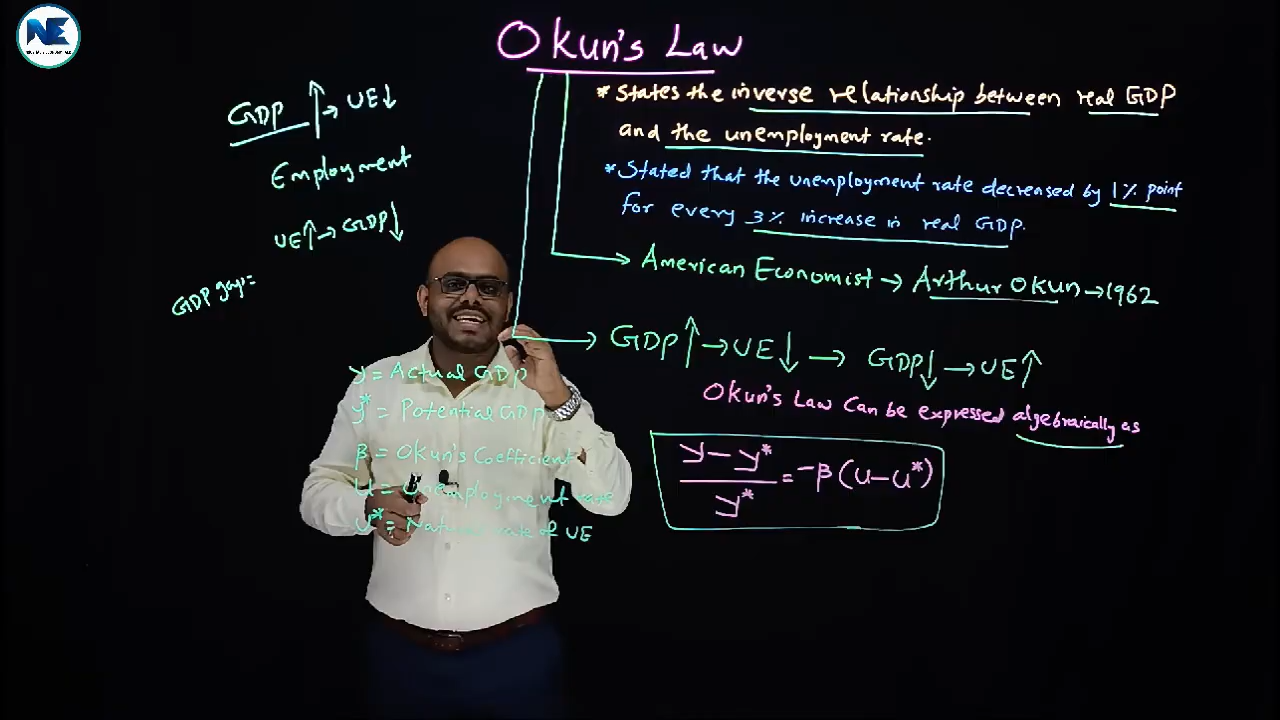 NE
Okun's Law
*States the inverse relationship between real GDP
and the unemployment rate.
*Stated that the unemployment rate decreased by 1% point
for every 3% increase in real GDP.
American Economist → Arthur Okun → 1962
GDP↑ → UE↓ → GDP↓ → UE↑
Okun's Law Can be expressed algebraically as
y - y* / y* = -β(u-u*)
GDP ↑ → UE↓
Employment
UE↑ → GDP↓
GDP gap=
y = Actual GDP
y* = Potential GDP
β = Okun's Coefficient
u = Unemployment rate
u* = Natural rate of UE